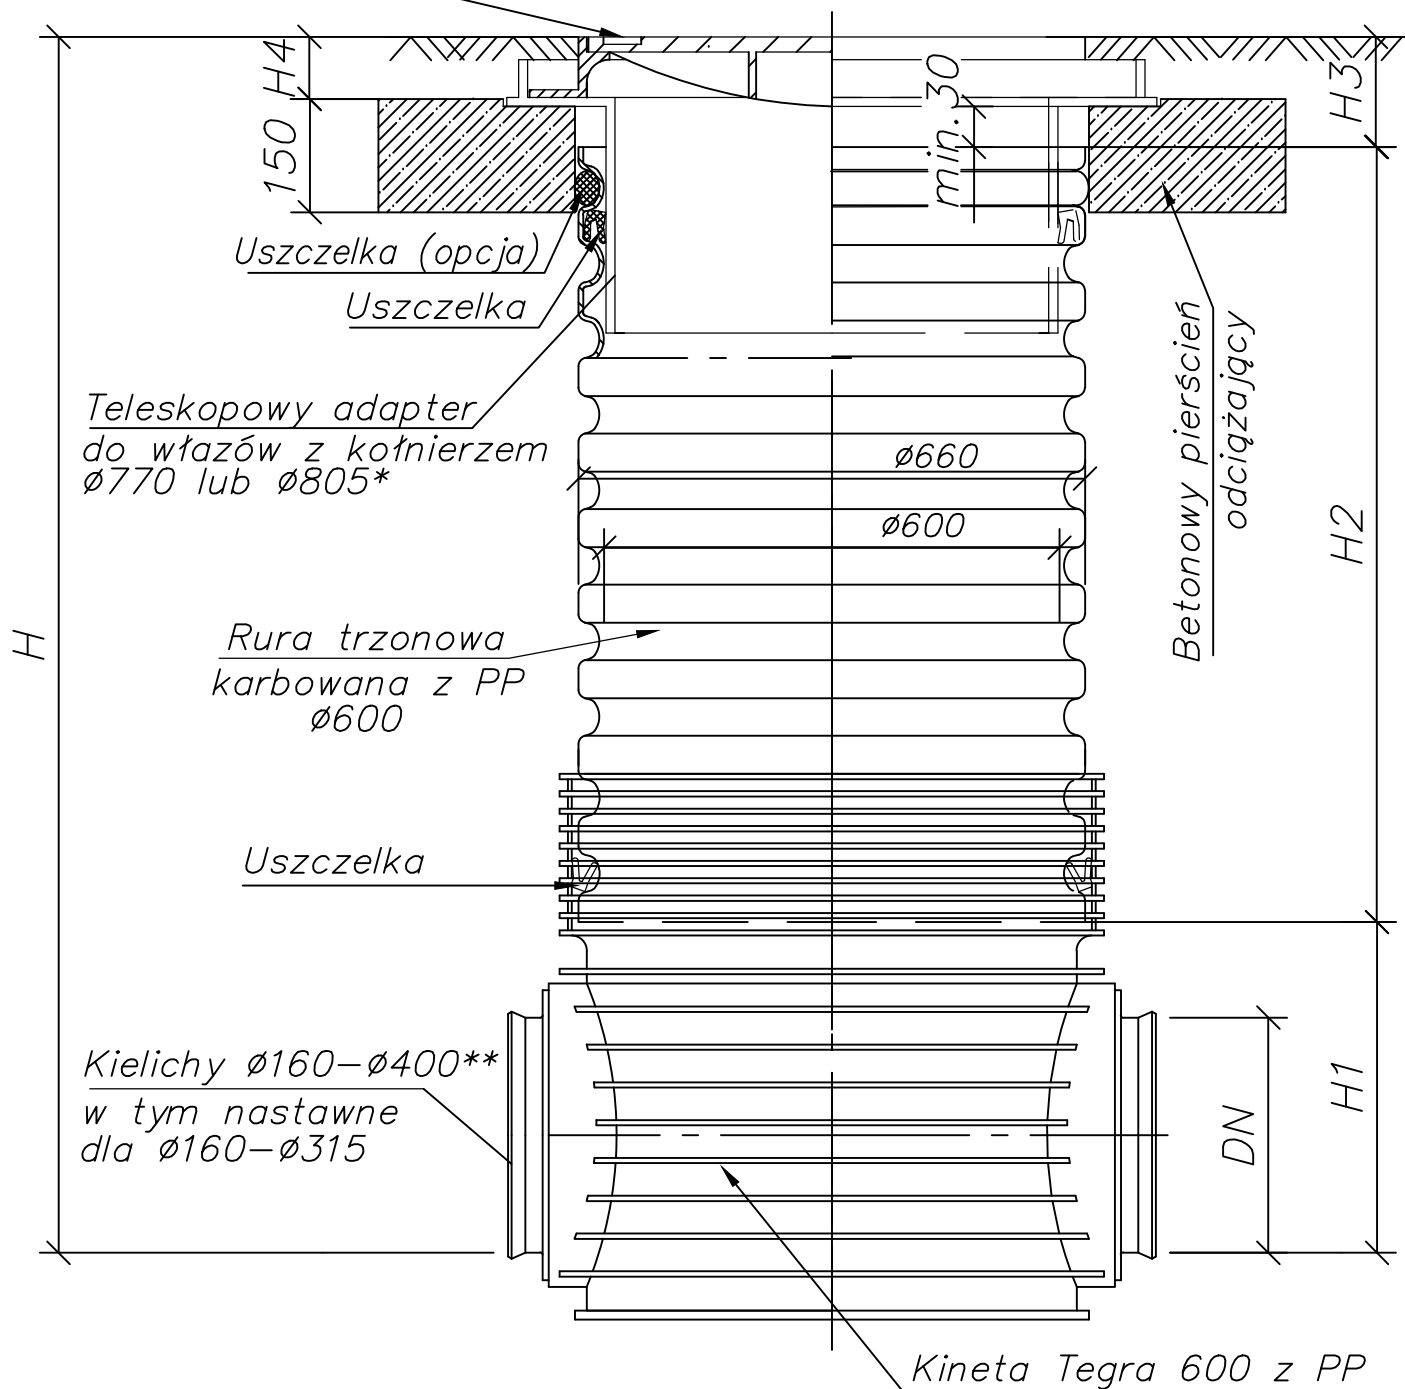 H4
150
H3
min. 30
Uszczelka (opcja)
Uszczelka
Teleskopowy adapter
do włazów z kołnierzem
ø770 lub ø805*
Betonowy pierścień
odciążający
ø660
ø600
H2
H
Rura trzonowa
karbowana z PP
ø600
Uszczelka
Kielichy ø160-ø400**
w tym nastawne
dla ø160-ø315
DN
H1
Kineta Tegra 600 z PP